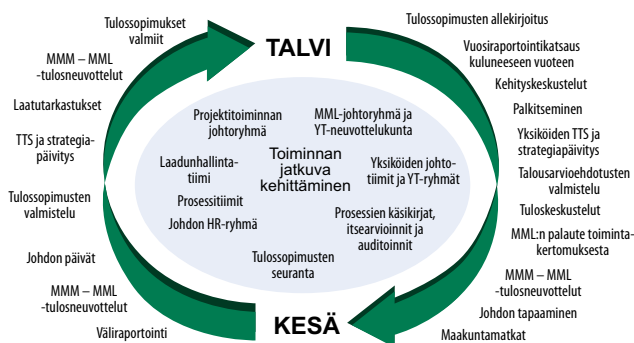 TALVI
Tulossopimusten allekirjoitus
Vuosiraportointikatsaus
kuluneeseen vuoteen
Kehityskeskustelut
Palkitseminen
Yksiköiden TTS ja
strategiapäivitys
Talousarvioehdotusten
valmistelu
Tuloskeskustelut
MML:n palaute toiminta-
kertomuksesta
MMM – MML
-tulosneuvottelut
Johdon tapaaminen
Maakuntamatkat
KESÄ
Väliraportointi
MMM – MML
-tulosneuvottelut
Johdon päivät
Tulossopimusten
valmistelu
TTS ja strategia-
päivitys
Laatutarkastukset
MMM – MML
-tulosneuvottelut
Tulossopimukset
valmiit
Projektitoiminnan
johtoryhmä
MML-johtoryhmä ja
YT-neuvottelukunta
Laadunhallinta-
tiimi
Toiminnan
jatkuva
kehittäminen
Yksiköiden johto-
tiimit ja YT-ryhmät
Prosessitiimit
Johdon HR-ryhmä
Prosessien käsikirjat,
itsearvioinnit ja
auditoinnit
Tulossopimusten
seuranta